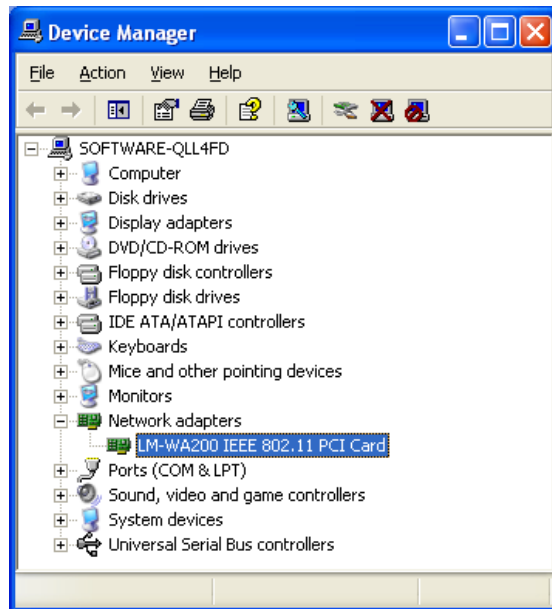 Device Manager
File Action View Help
SOFTWARE-QLL4FD
Computer
Disk drives
Display adapters
DVD/CD-ROM drives
Floppy disk controllers
Floppy disk drives
IDE ATA/ATAPI controllers
Keyboards
Mice and other pointing devices
Monitors
Network adapters
LM-WA200 IEEE 802.11 PCI Card
Ports (COM & LPT)
Sound, video and game controllers
System devices
Universal Serial Bus controllers